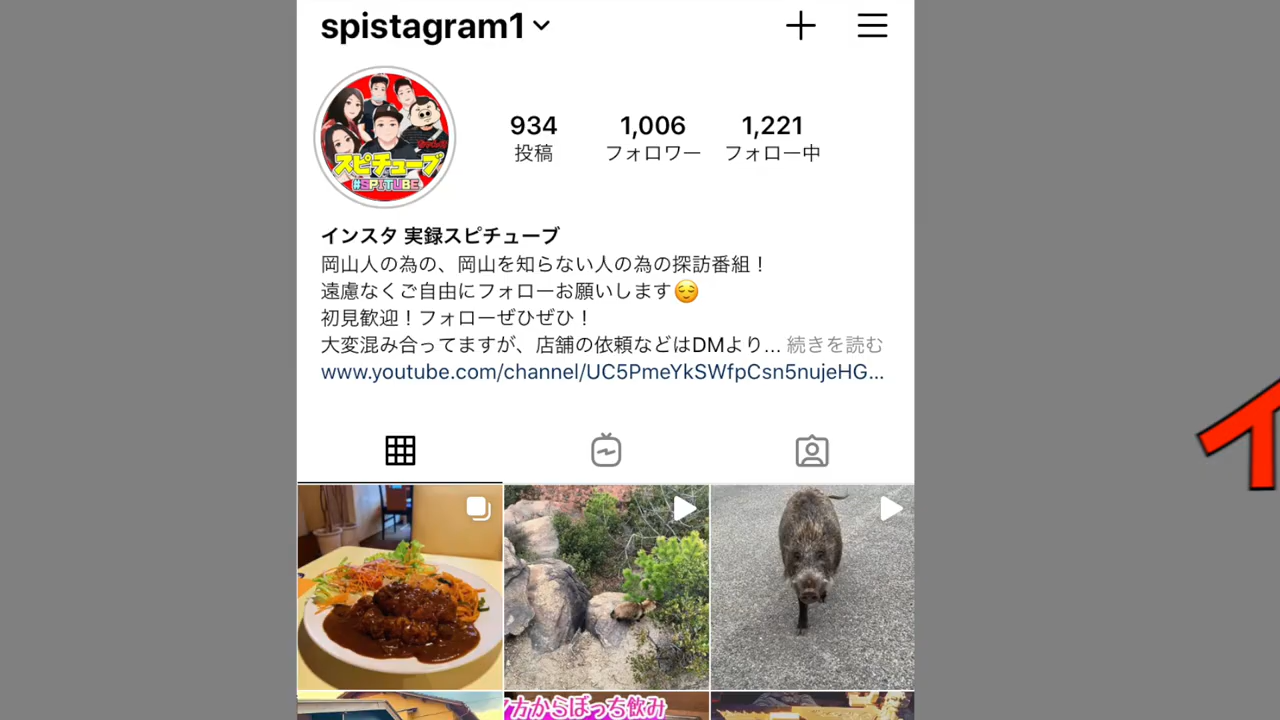 spistagram1
934
投稿
1,006
フォロワー
1,221
フォロー中
スピチューブ
#SPITUBE
インスタ 実録スピチューブ
岡山人の為の、岡山を知らない人の為の探訪番組！
遠慮なくご自由にフォローお願いします😌
初見歓迎！フォローぜひぜひ！
大変混み合ってますが、店舗の依頼などはDMより... 続きを読む
www.youtube.com/channel/UC5PmeYkSWfpCsn5nujeHG...
イ
方からぼっち飲み